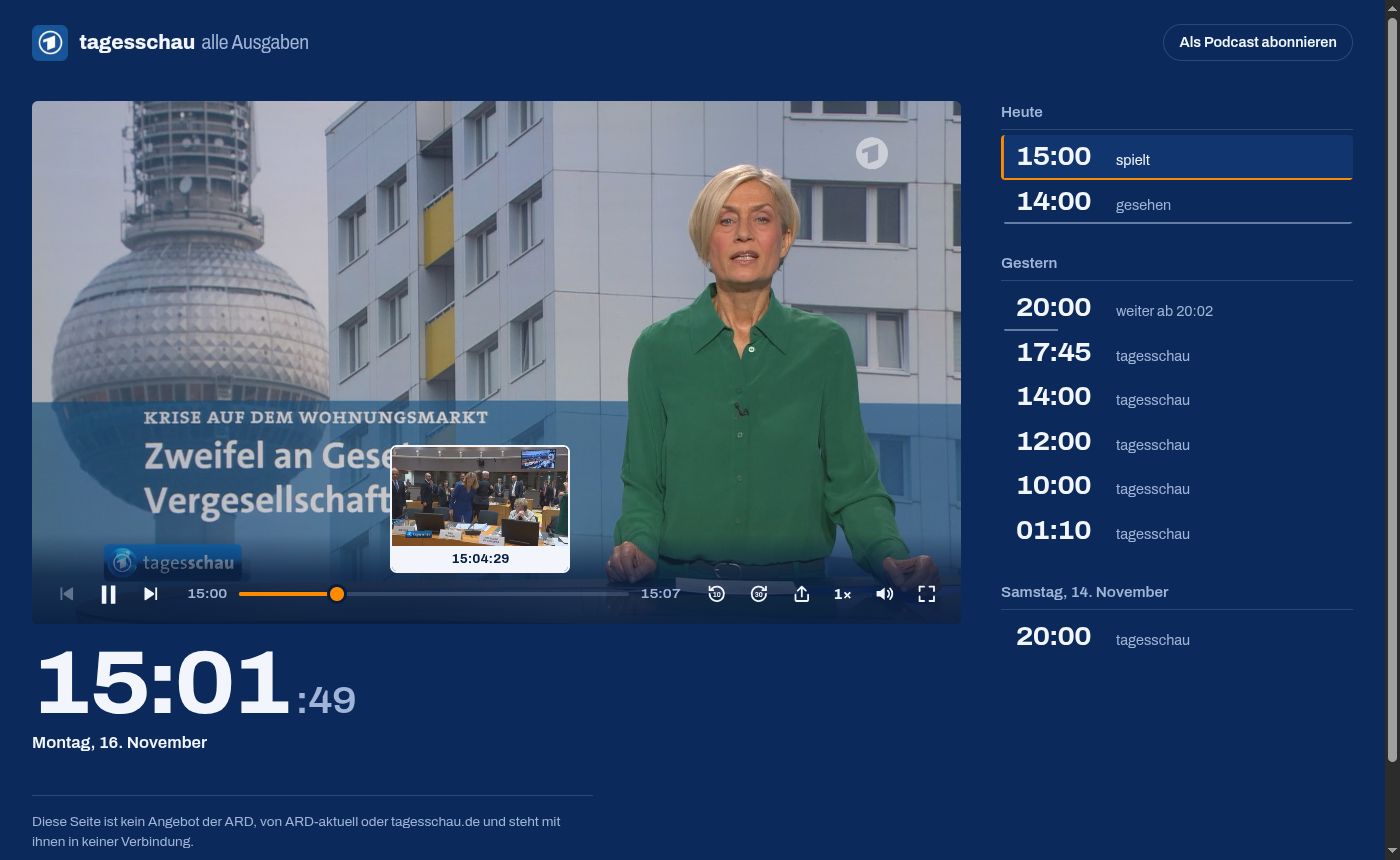 tagesschau alle Ausgaben
Als Podcast abonnieren
KRISE AUF DEM WOHNUNGSMARKT
Zweifel an Gese
Vergesellschaft
15:04:29
tagesschau
15:00
15:07
10
30
1×
15:01:49
Montag, 16. November
Diese Seite ist kein Angebot der ARD, von ARD-aktuell oder tagesschau.de und steht mit
ihnen in keiner Verbindung.
Heute
15:00 spielt
14:00 gesehen
Gestern
20:00 weiter ab 20:02
17:45 tagesschau
14:00 tagesschau
12:00 tagesschau
10:00 tagesschau
01:10 tagesschau
Samstag, 14. November
20:00 tagesschau